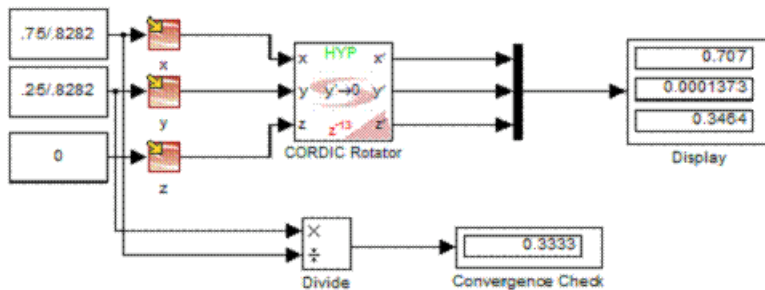 .75/.8282
.25/.8282
0
x
y
z
HYP
x x'
y y'→0 y'
z z⁻¹³ z'
CORDIC Rotator
0.707
0.0001373
0.3464
Display
×
÷
Divide
0.3333
Convergence Check